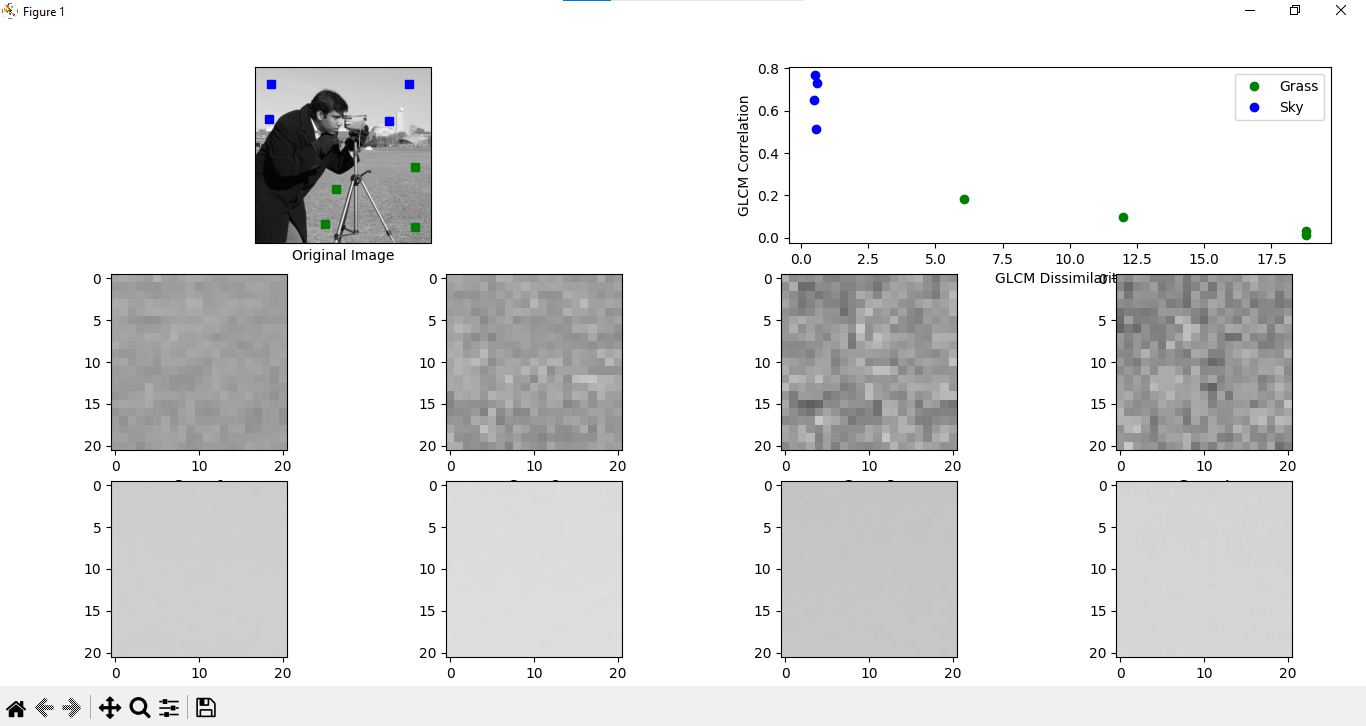 Figure 1
Original Image
0.8
0.6
0.4
0.2
0.0
GLCM Correlation
Grass
Sky
0.0 2.5 5.0 7.5 10.0 12.5 15.0 17.5
GLCM
0 0 0 0
5 5 5 5
10 10 10 10
15 15 15 15
20 20 20 20
0 10 20 0 10 20 0 10 20 0 10 20
0 0 0 0
5 5 5 5
10 10 10 10
15 15 15 15
20 20 20 20
0 10 20 0 10 20 0 10 20 0 10 20